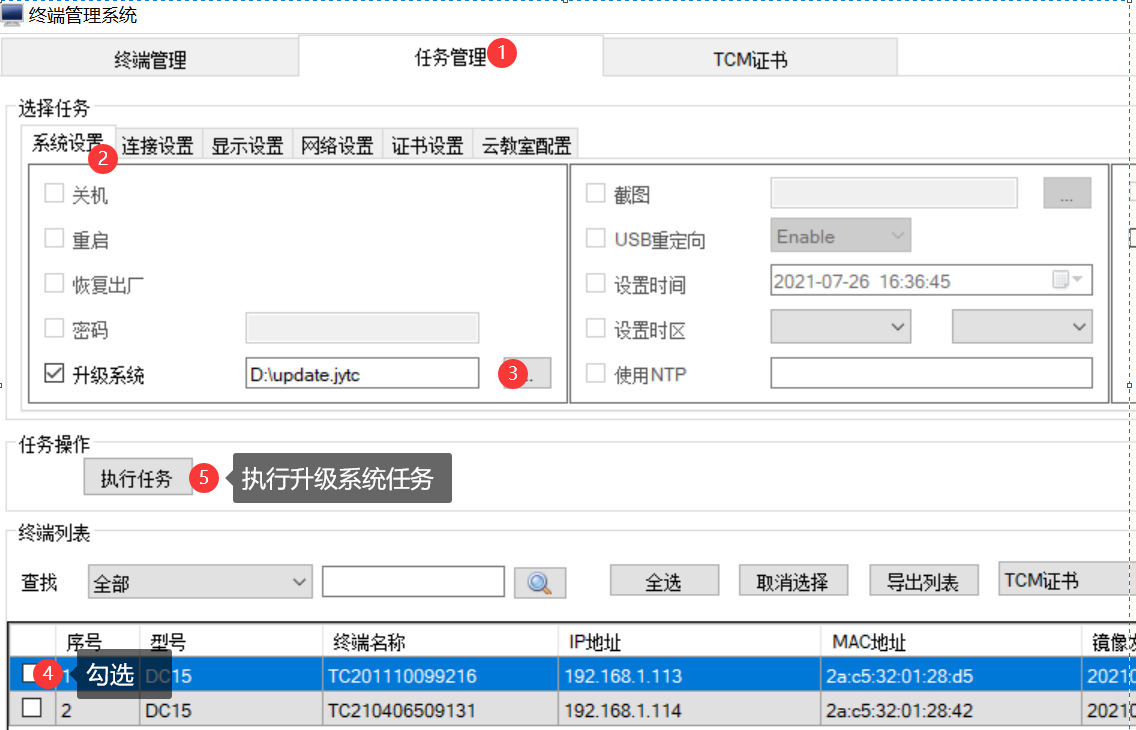 终端管理系统
终端管理 任务管理 1 TCM证书
选择任务
系统设置 2 连接设置 显示设置 网络设置 证书设置 云教室配置
关机 截图 ...
重启 USB重定向 Enable
恢复出厂 设置时间 2021-07-26 16:36:45
密码 设置时区
升级系统 D:\update.jytc 3 使用NTP
任务操作
执行任务 5 执行升级系统任务
终端列表
查找 全部 全选 取消选择 导出列表 TCM证书
序号 型号 终端名称 IP地址 MAC地址 镜像
4 1 勾选 DC15 TC201110099216 192.168.1.113 2a:c5:32:01:28:d5 2021
2 DC15 TC210406509131 192.168.1.114 2a:c5:32:01:28:42 2021